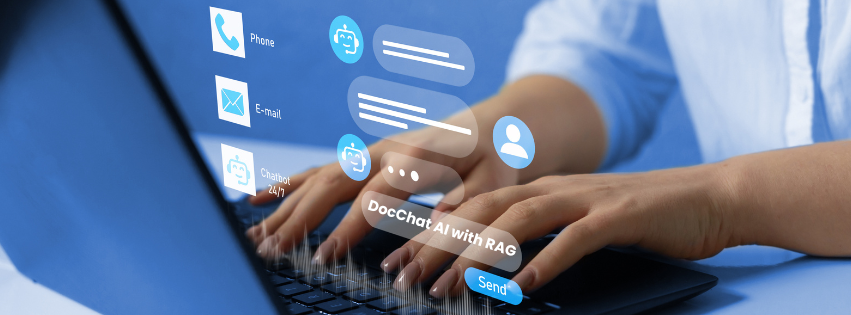 Phone
E-mail
Chatbot
24/7
DocChat AI with RAG
Send